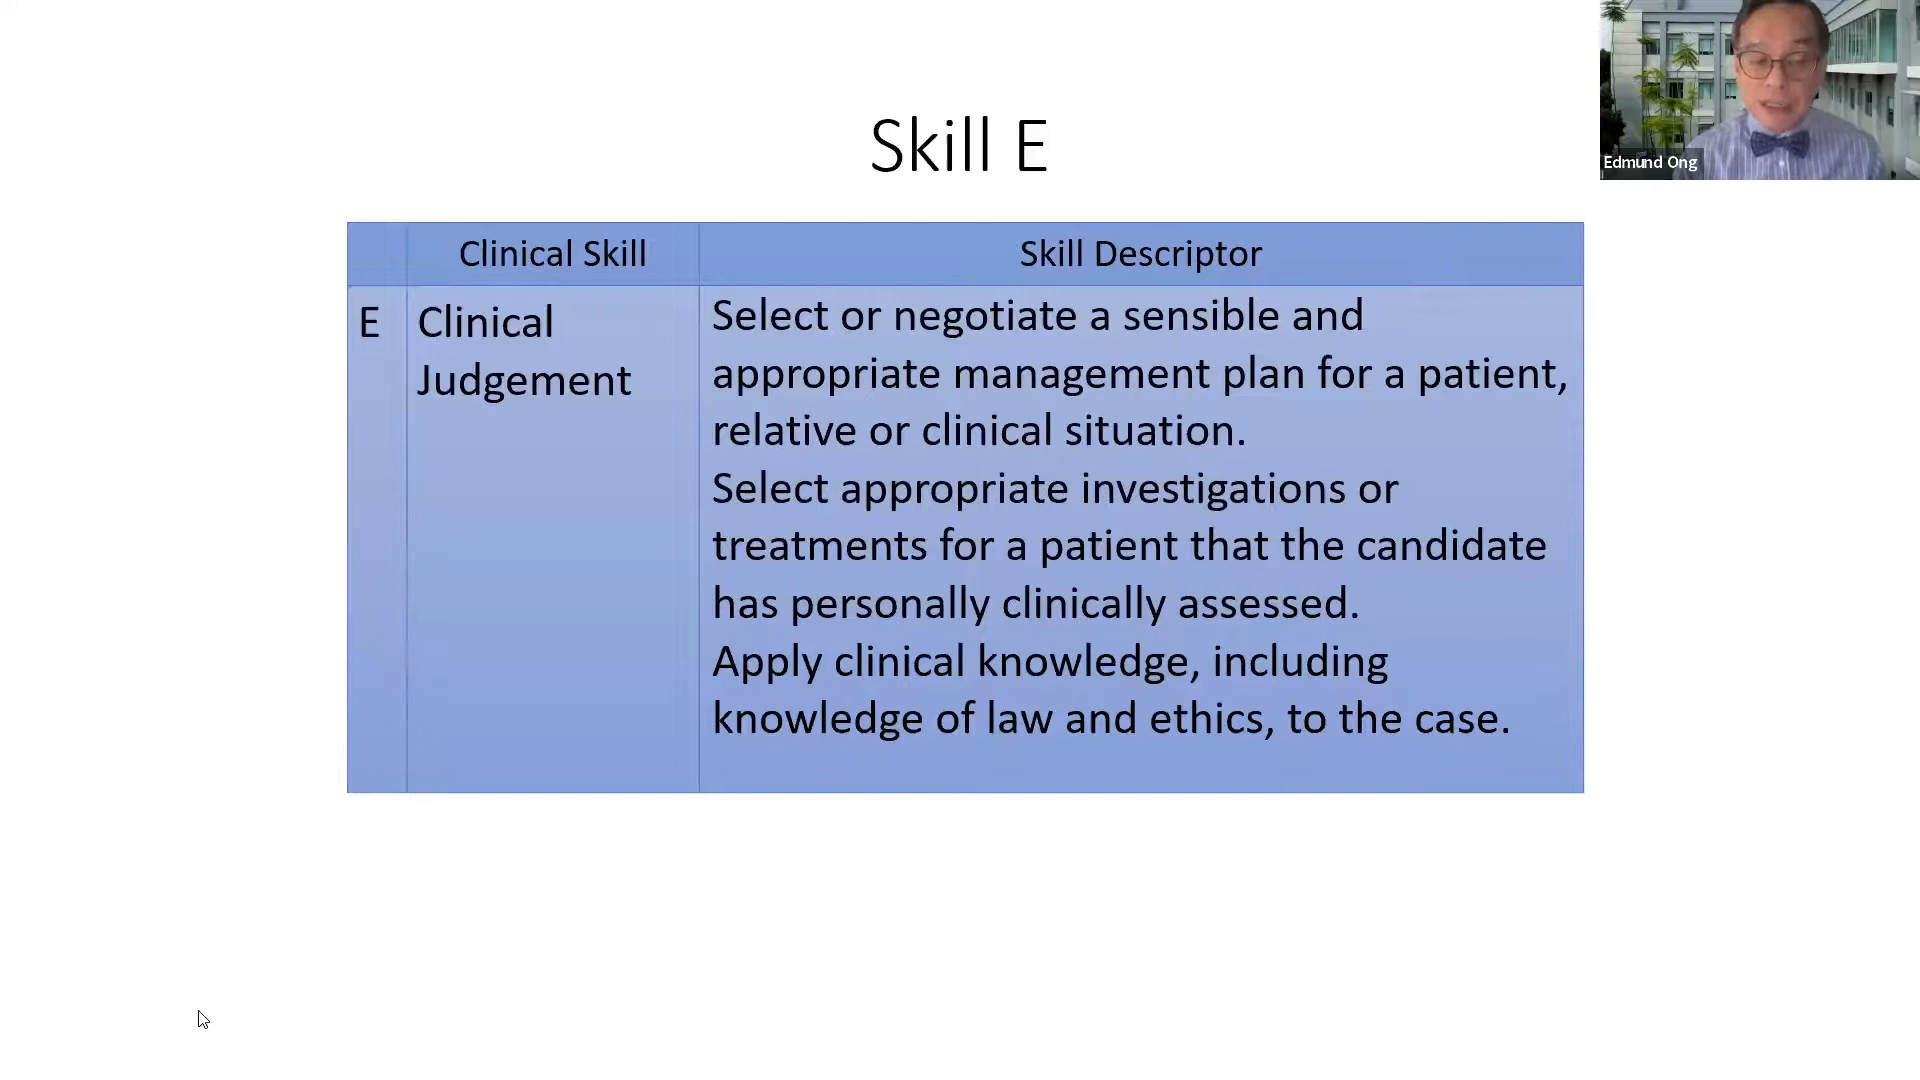 Skill E
Edmund Ong
Clinical Skill
Skill Descriptor
E
Clinical
Judgement
Select or negotiate a sensible and
appropriate management plan for a patient,
relative or clinical situation.
Select appropriate investigations or
treatments for a patient that the candidate
has personally clinically assessed.
Apply clinical knowledge, including
knowledge of law and ethics, to the case.